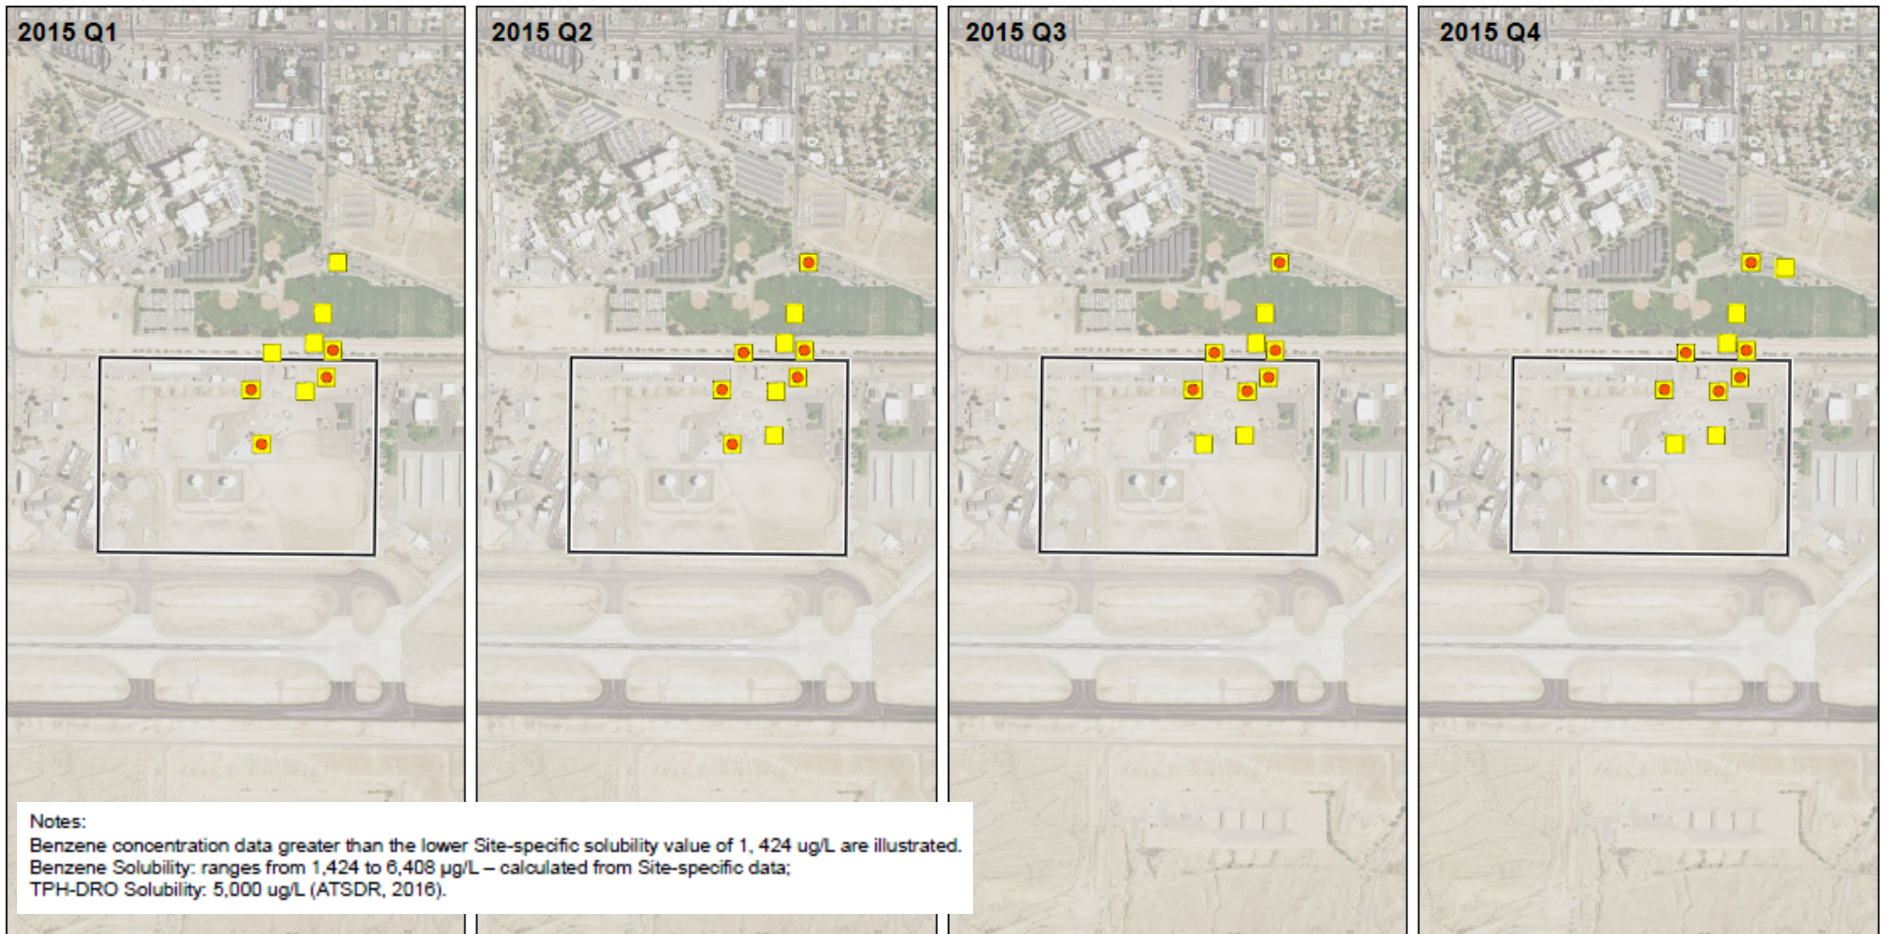 2015 Q1
2015 Q2
2015 Q3
2015 Q4
Notes:
Benzene concentration data greater than the lower Site-specific solubility value of 1, 424 ug/L are illustrated.
Benzene Solubility: ranges from 1,424 to 6,408 µg/L – calculated from Site-specific data;
TPH-DRO Solubility: 5,000 ug/L (ATSDR, 2016).